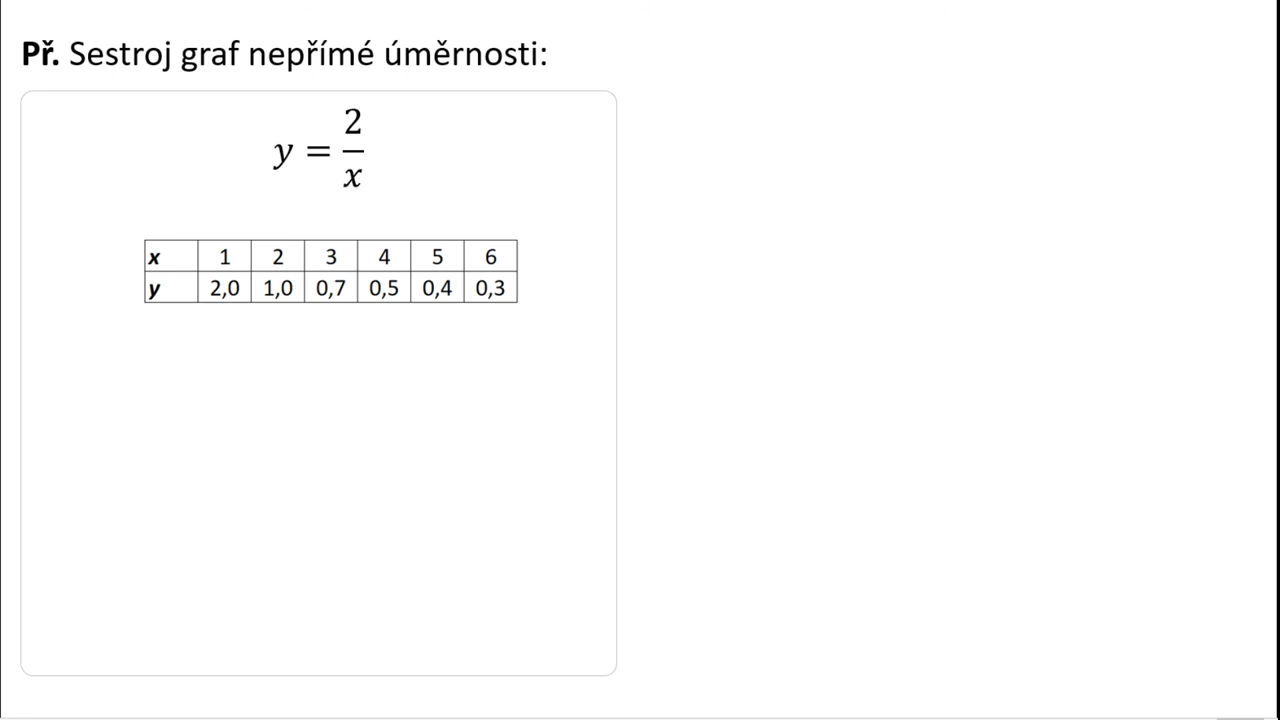 Př. Sestroj graf nepřímé úměrnosti:
y = 2/x
x 1 2 3 4 5 6
y 2,0 1,0 0,7 0,5 0,4 0,3